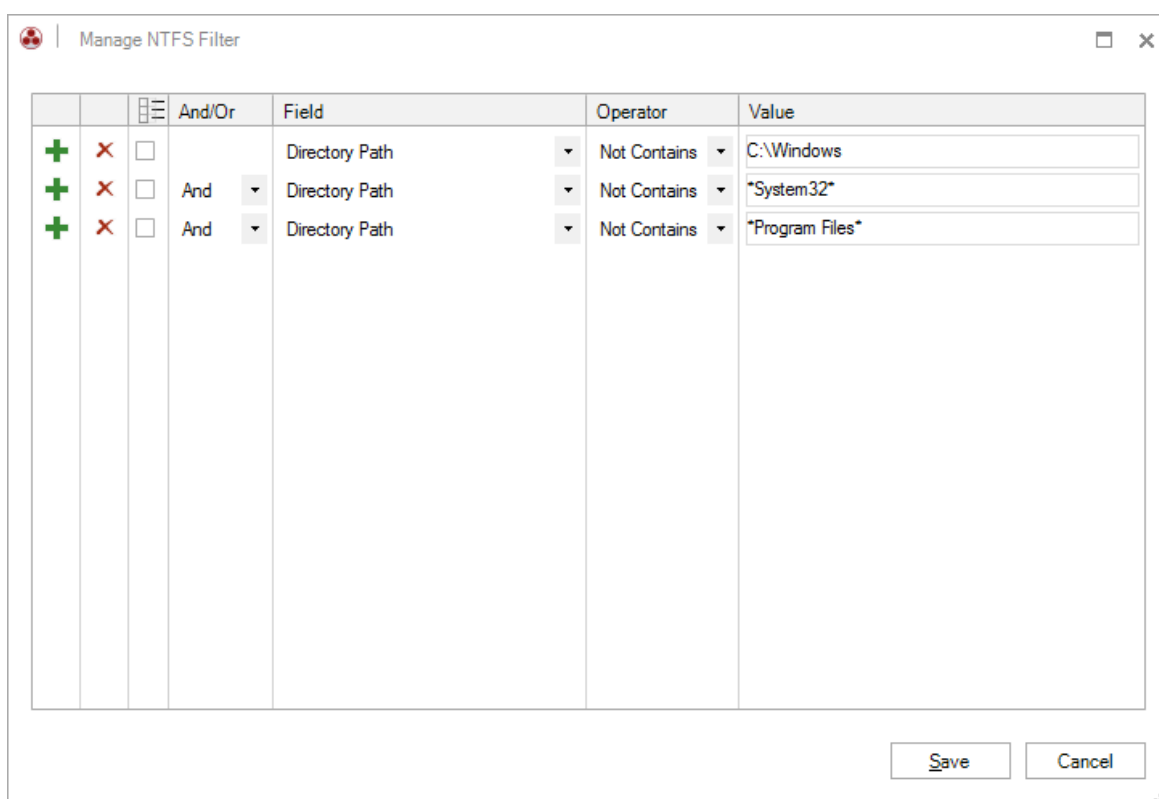 Manage NTFS Filter
And/Or Field Operator Value
Directory Path Not Contains C:\Windows
And Directory Path Not Contains *System32*
And Directory Path Not Contains *Program Files*
Save Cancel